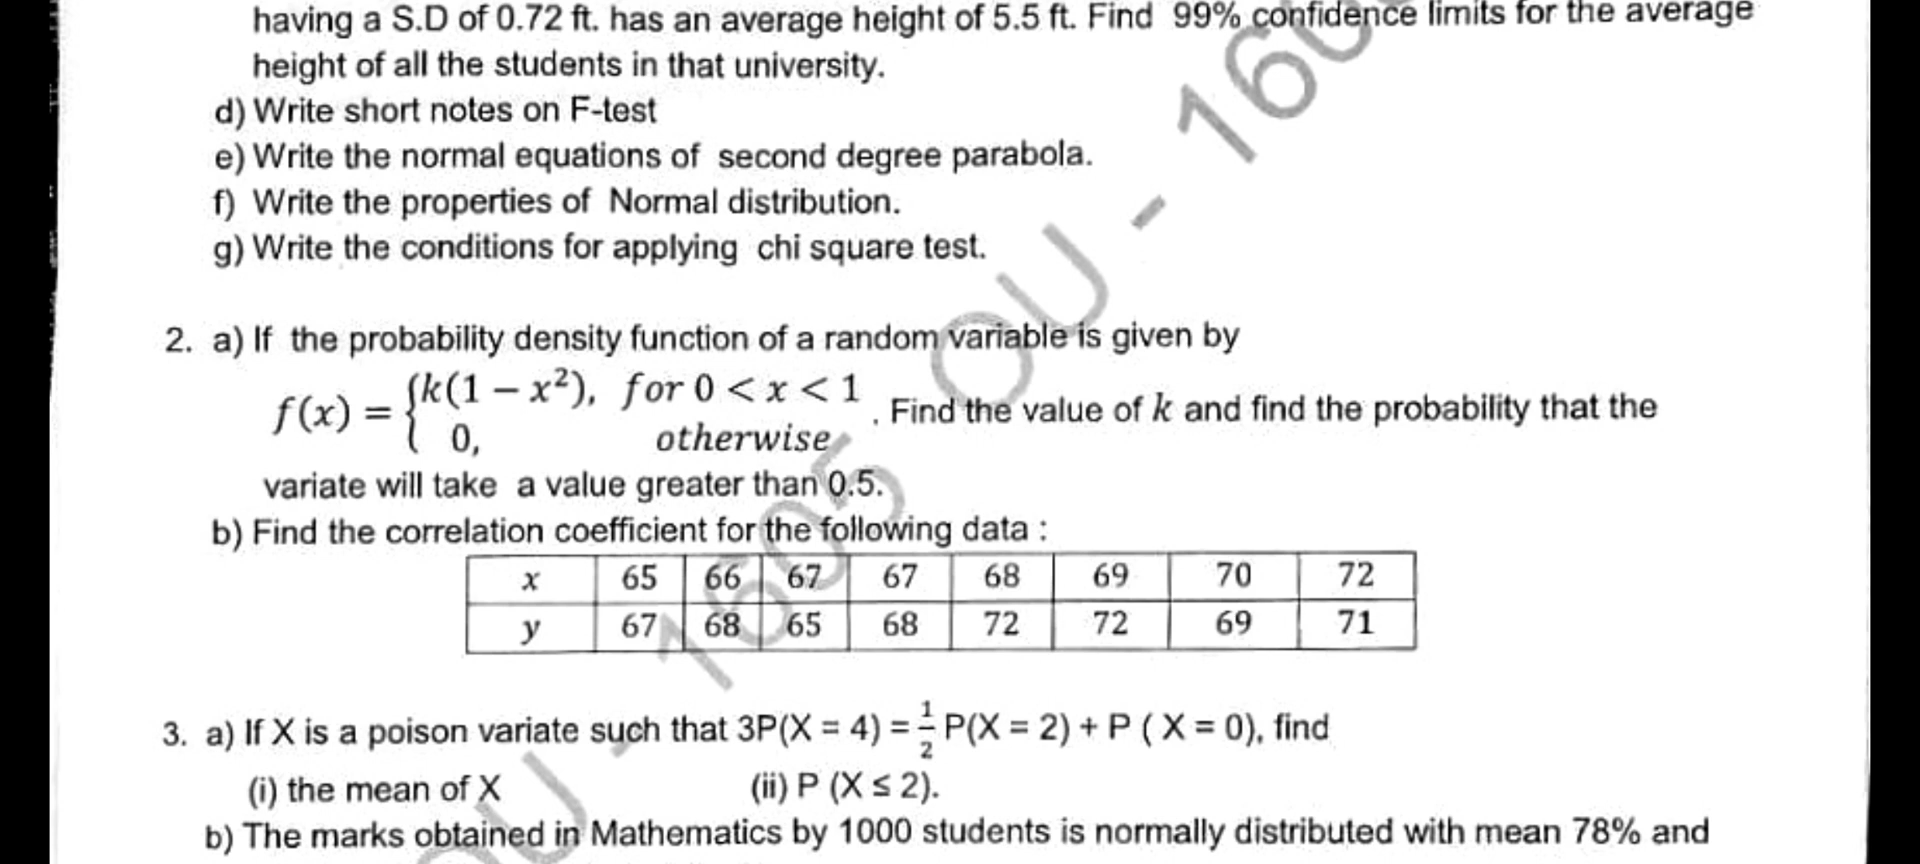 having a S.D of 0.72 ft. has an average height of 5.5 ft. Find 99% confidence limits for the average
height of all the students in that university.
d) Write short notes on F-test
e) Write the normal equations of second degree parabola.
f) Write the properties of Normal distribution.
g) Write the conditions for applying chi square test.
2. a) If the probability density function of a random variable is given by
f(x) = {k(1 − x²), for 0 < x < 1
0, otherwise
. Find the value of k and find the probability that the
variate will take a value greater than 0.5.
b) Find the correlation coefficient for the following data :
x 65 66 67 67 68 69 70 72
y 67 68 65 68 72 72 69 71
3. a) If X is a poison variate such that 3P(X = 4) = 1/2 P(X = 2) + P ( X = 0), find
(i) the mean of X (ii) P (X ≤ 2).
b) The marks obtained in Mathematics by 1000 students is normally distributed with mean 78% and
OU - 1605 OU - 160